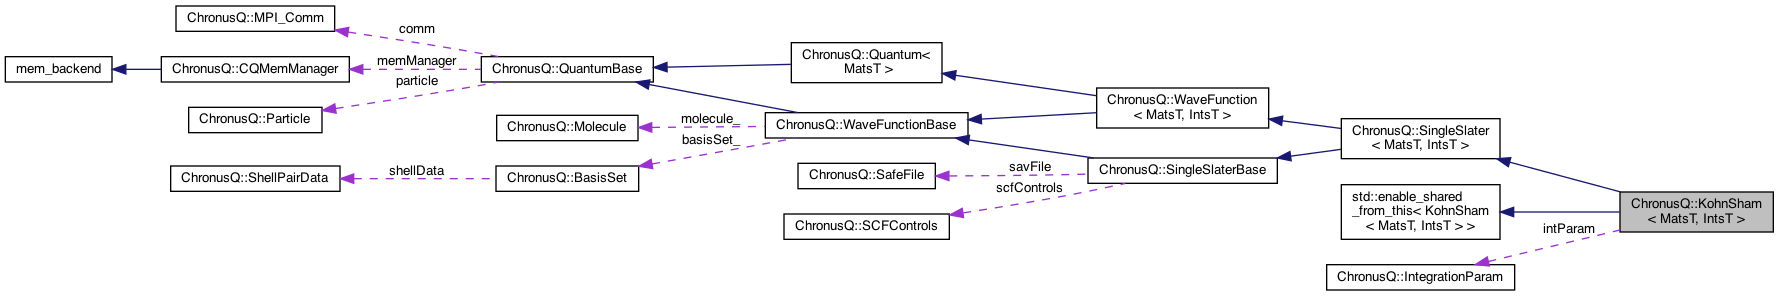 ChronusQ::MPI_Comm
comm
mem_backend
ChronusQ::CQMemManager
memManager
particle
ChronusQ::Particle
ChronusQ::QuantumBase
ChronusQ::Quantum<
MatsT >
ChronusQ::Molecule
molecule_
basisSet_
ChronusQ::WaveFunctionBase
ChronusQ::WaveFunction
< MatsT, IntsT >
ChronusQ::ShellPairData
shellData
ChronusQ::BasisSet
ChronusQ::SafeFile
savFile
scfControls
ChronusQ::SCFControls
ChronusQ::SingleSlaterBase
ChronusQ::SingleSlater
< MatsT, IntsT >
std::enable_shared
_from_this< KohnSham
< MatsT, IntsT > >
intParam
ChronusQ::IntegrationParam
ChronusQ::KohnSham
< MatsT, IntsT >